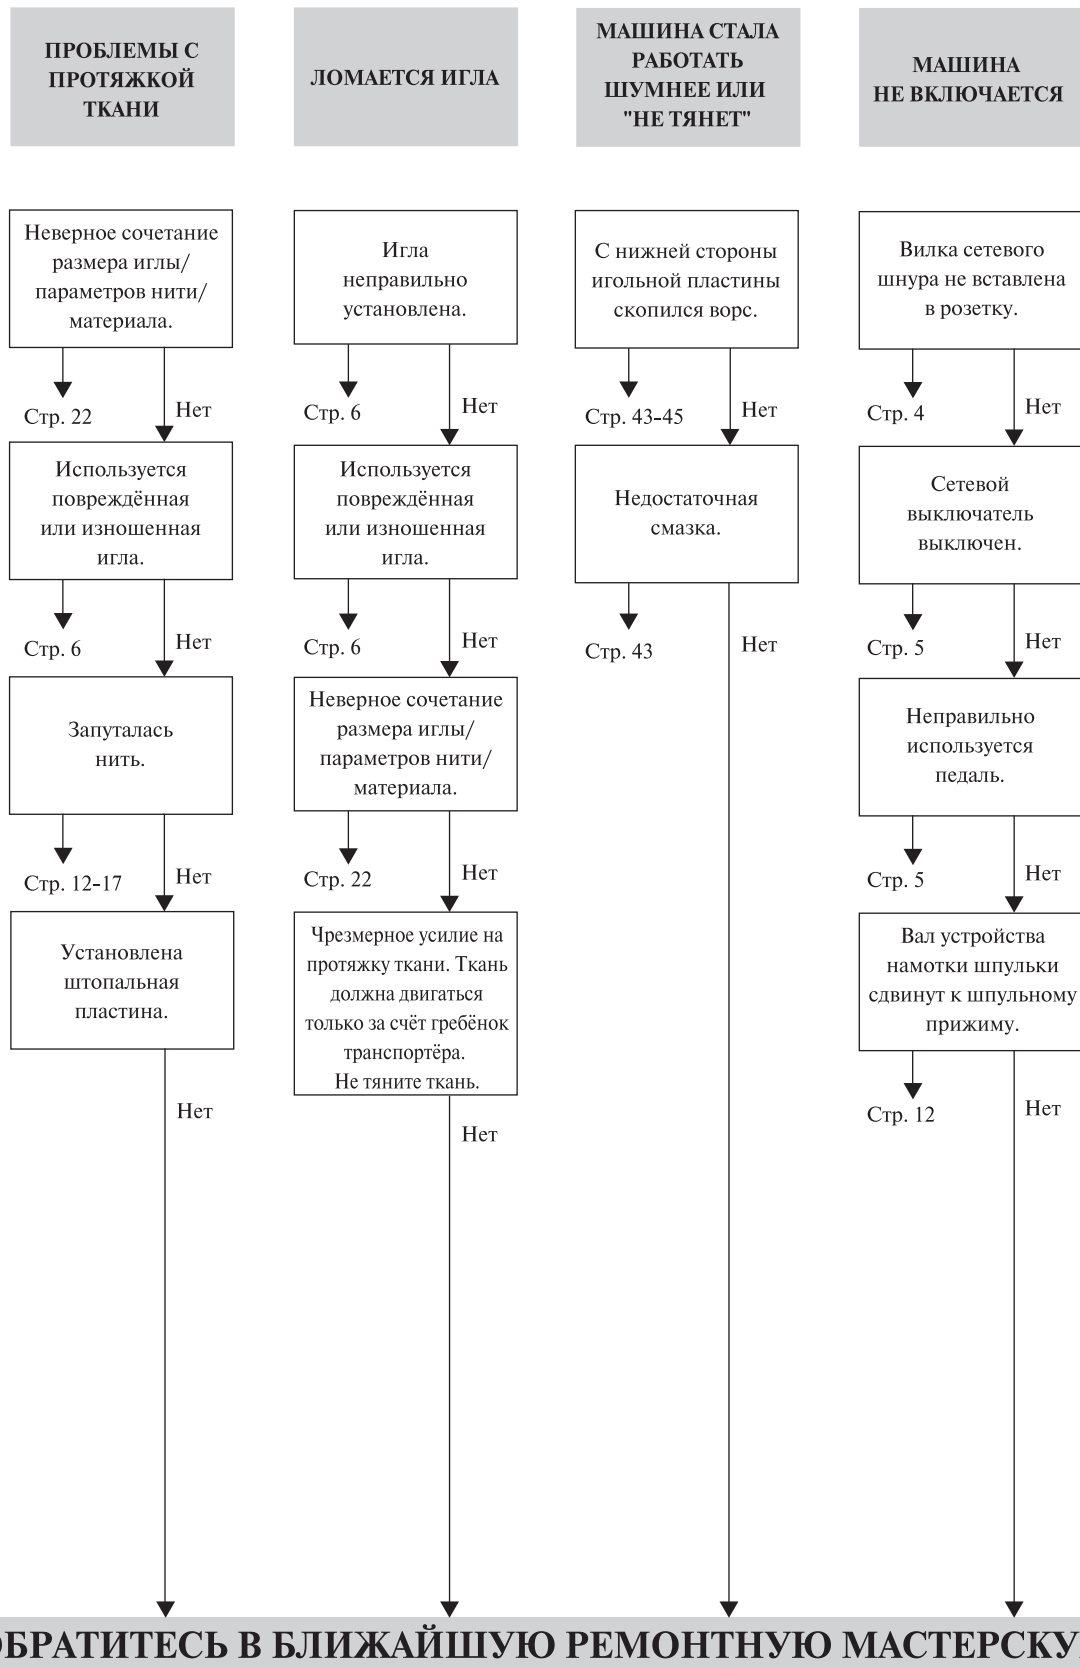 ПРОБЛЕМЫ С
ПРОТЯЖКОЙ
ТКАНИ
Неверное сочетание
размера иглы/
параметров нити/
материала.
Стр. 22
Нет
Используется
повреждённая
или изношенная
игла.
Стр. 6
Нет
Запуталась
нить.
Стр. 12-17
Нет
Установлена
штопальная
пластина.
Нет
ЛОМАЕТСЯ ИГЛА
Игла
неправильно
установлена.
Стр. 6
Нет
Используется
повреждённая
или изношенная
игла.
Стр. 6
Нет
Неверное сочетание
размера иглы/
параметров нити/
материала.
Стр. 22
Нет
Чрезмерное усилие на
протяжку ткани. Ткань
должна двигаться
только за счёт гребёнок
транспортёра.
Не тяните ткань.
Нет
МАШИНА СТАЛА
РАБОТАТЬ
ШУМНЕЕ ИЛИ
"НЕ ТЯНЕТ"
С нижней стороны
игольной пластины
скопился ворс.
Стр. 43-45
Нет
Недостаточная
смазка.
Стр. 43
Нет
МАШИНА
НЕ ВКЛЮЧАЕТСЯ
Вилка сетевого
шнура не вставлена
в розетку.
Стр. 4
Нет
Сетевой
выключатель
выключен.
Стр. 5
Нет
Неправильно
используется
педаль.
Стр. 5
Нет
Вал устройства
намотки шпульки
сдвинут к шпульному
прижиму.
Стр. 12
Нет
ОБРАТИТЕСЬ В БЛИЖАЙШУЮ РЕМОНТНУЮ МАСТЕРСКУ